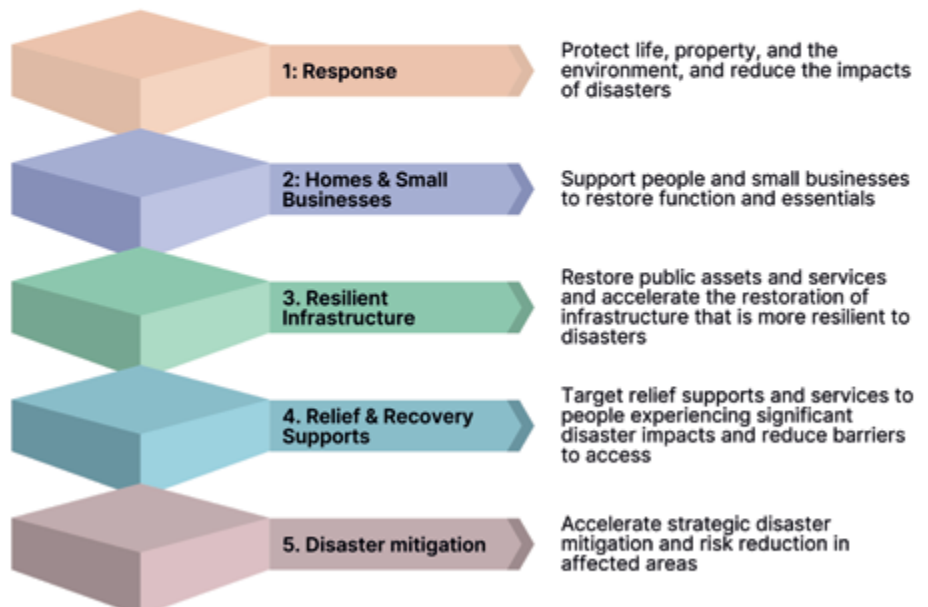 1: Response
Protect life, property, and the
environment, and reduce the impacts
of disasters
2: Homes & Small
Businesses
Support people and small businesses
to restore function and essentials
3. Resilient
Infrastructure
Restore public assets and services
and accelerate the restoration of
infrastructure that is more resilient to
disasters
4. Relief & Recovery
Supports
Target relief supports and services to
people experiencing significant
disaster impacts and reduce barriers
to access
5. Disaster mitigation
Accelerate strategic disaster
mitigation and risk reduction in
affected areas